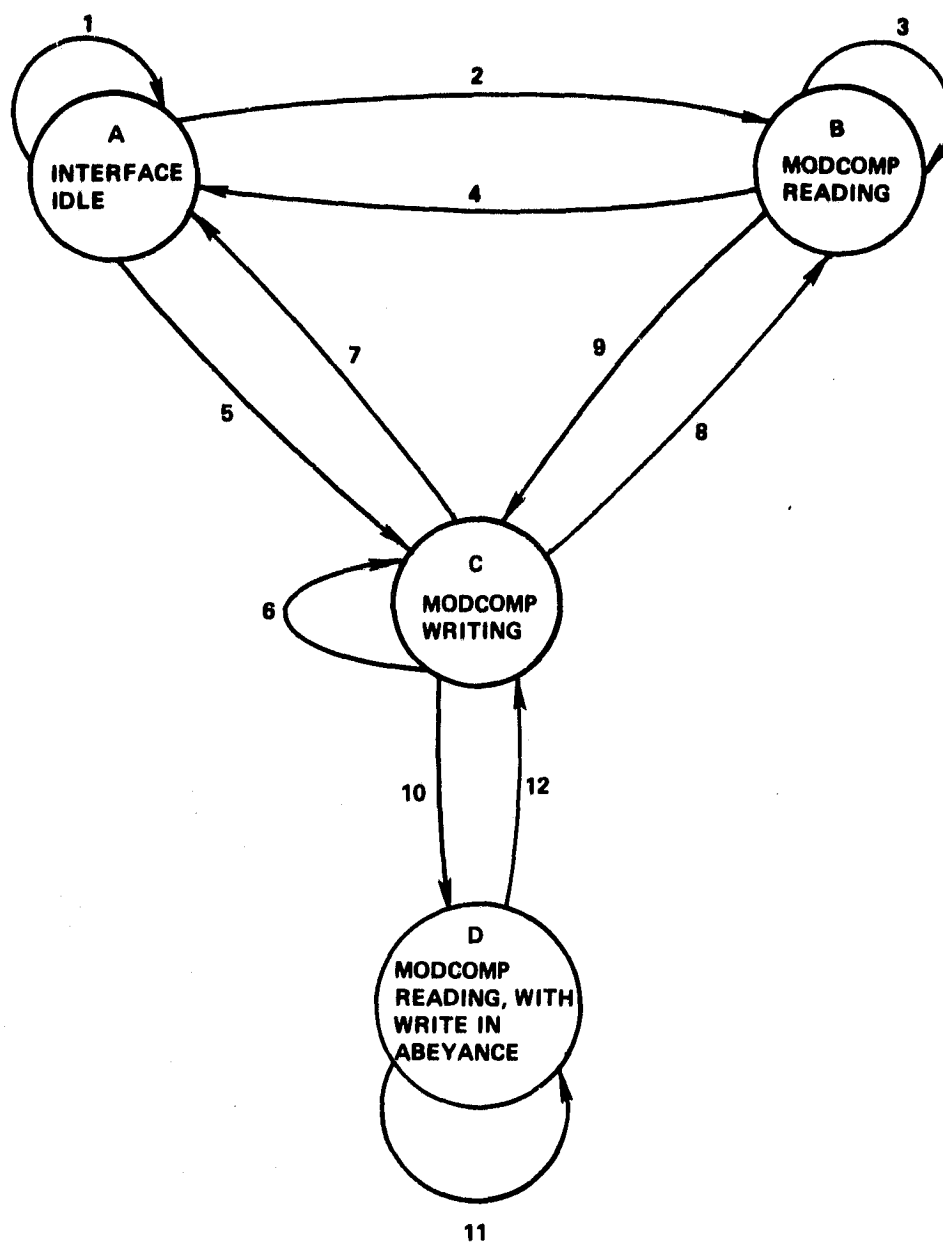 1
3
2
A
INTERFACE
IDLE
B
MODCOMP
READING
4
7
9
5
8
C
MODCOMP
WRITING
6
10
12
D
MODCOMP
READING, WITH
WRITE IN
ABEYANCE
11